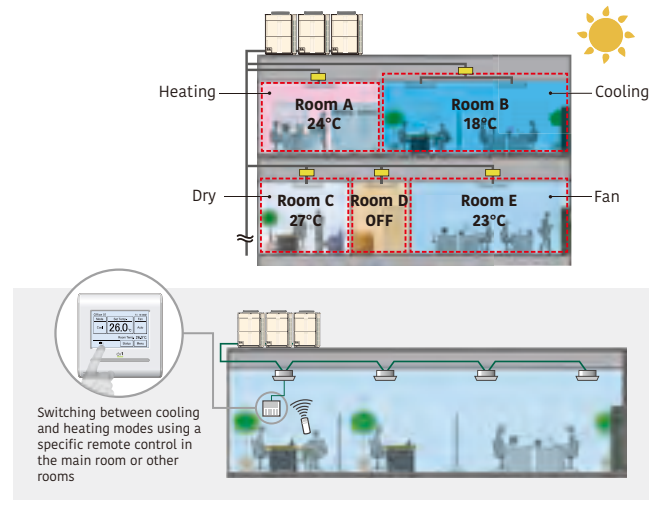 Heating
Cooling
Room A
24°C
Room B
18°C
Dry
Fan
Room C
27°C
Room D
OFF
Room E
23°C
26.0
Switching between cooling
and heating modes using a
specific remote control in
the main room or other
rooms